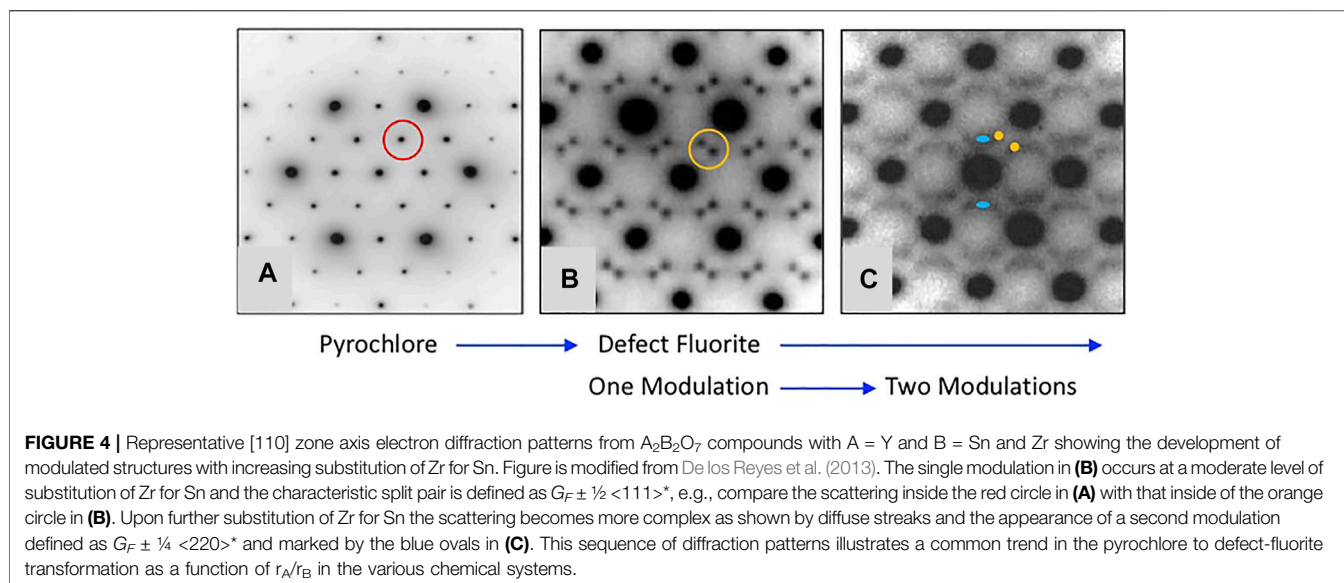 A
B
C
Pyrochlore
Defect Fluorite
One Modulation
Two Modulations
FIGURE 4 | Representative [110] zone axis electron diffraction patterns from A₂B₂O₇ compounds with A = Y and B = Sn and Zr showing the development of
modulated structures with increasing substitution of Zr for Sn. Figure is modified from De los Reyes et al. (2013). The single modulation in (B) occurs at a moderate level of
substitution of Zr for Sn and the characteristic split pair is defined as G_F ± ½ <111>*, e.g., compare the scattering inside the red circle in (A) with that inside of the orange
circle in (B). Upon further substitution of Zr for Sn the scattering becomes more complex as shown by diffuse streaks and the appearance of a second modulation
defined as G_F ± ¼ <220>* and marked by the blue ovals in (C). This sequence of diffraction patterns illustrates a common trend in the pyrochlore to defect-fluorite
transformation as a function of r_A/r_B in the various chemical systems.